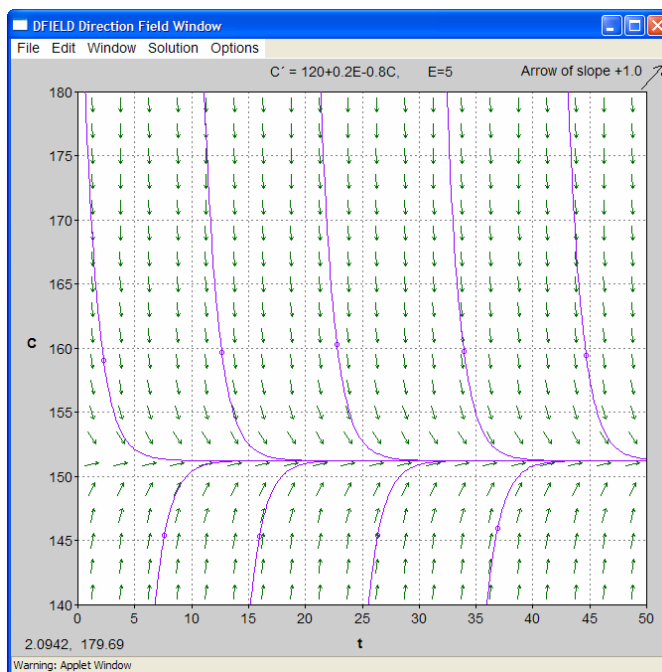 DFIELD Direction Field Window
File Edit Window Solution Options
C´ = 120+0.2E-0.8C, E=5 Arrow of slope +1.0
180
175
170
165
160
C
155
150
145
140
0 5 10 15 20 25 30 35 40 45 50
2.0942, 179.69 t
Warning: Applet Window